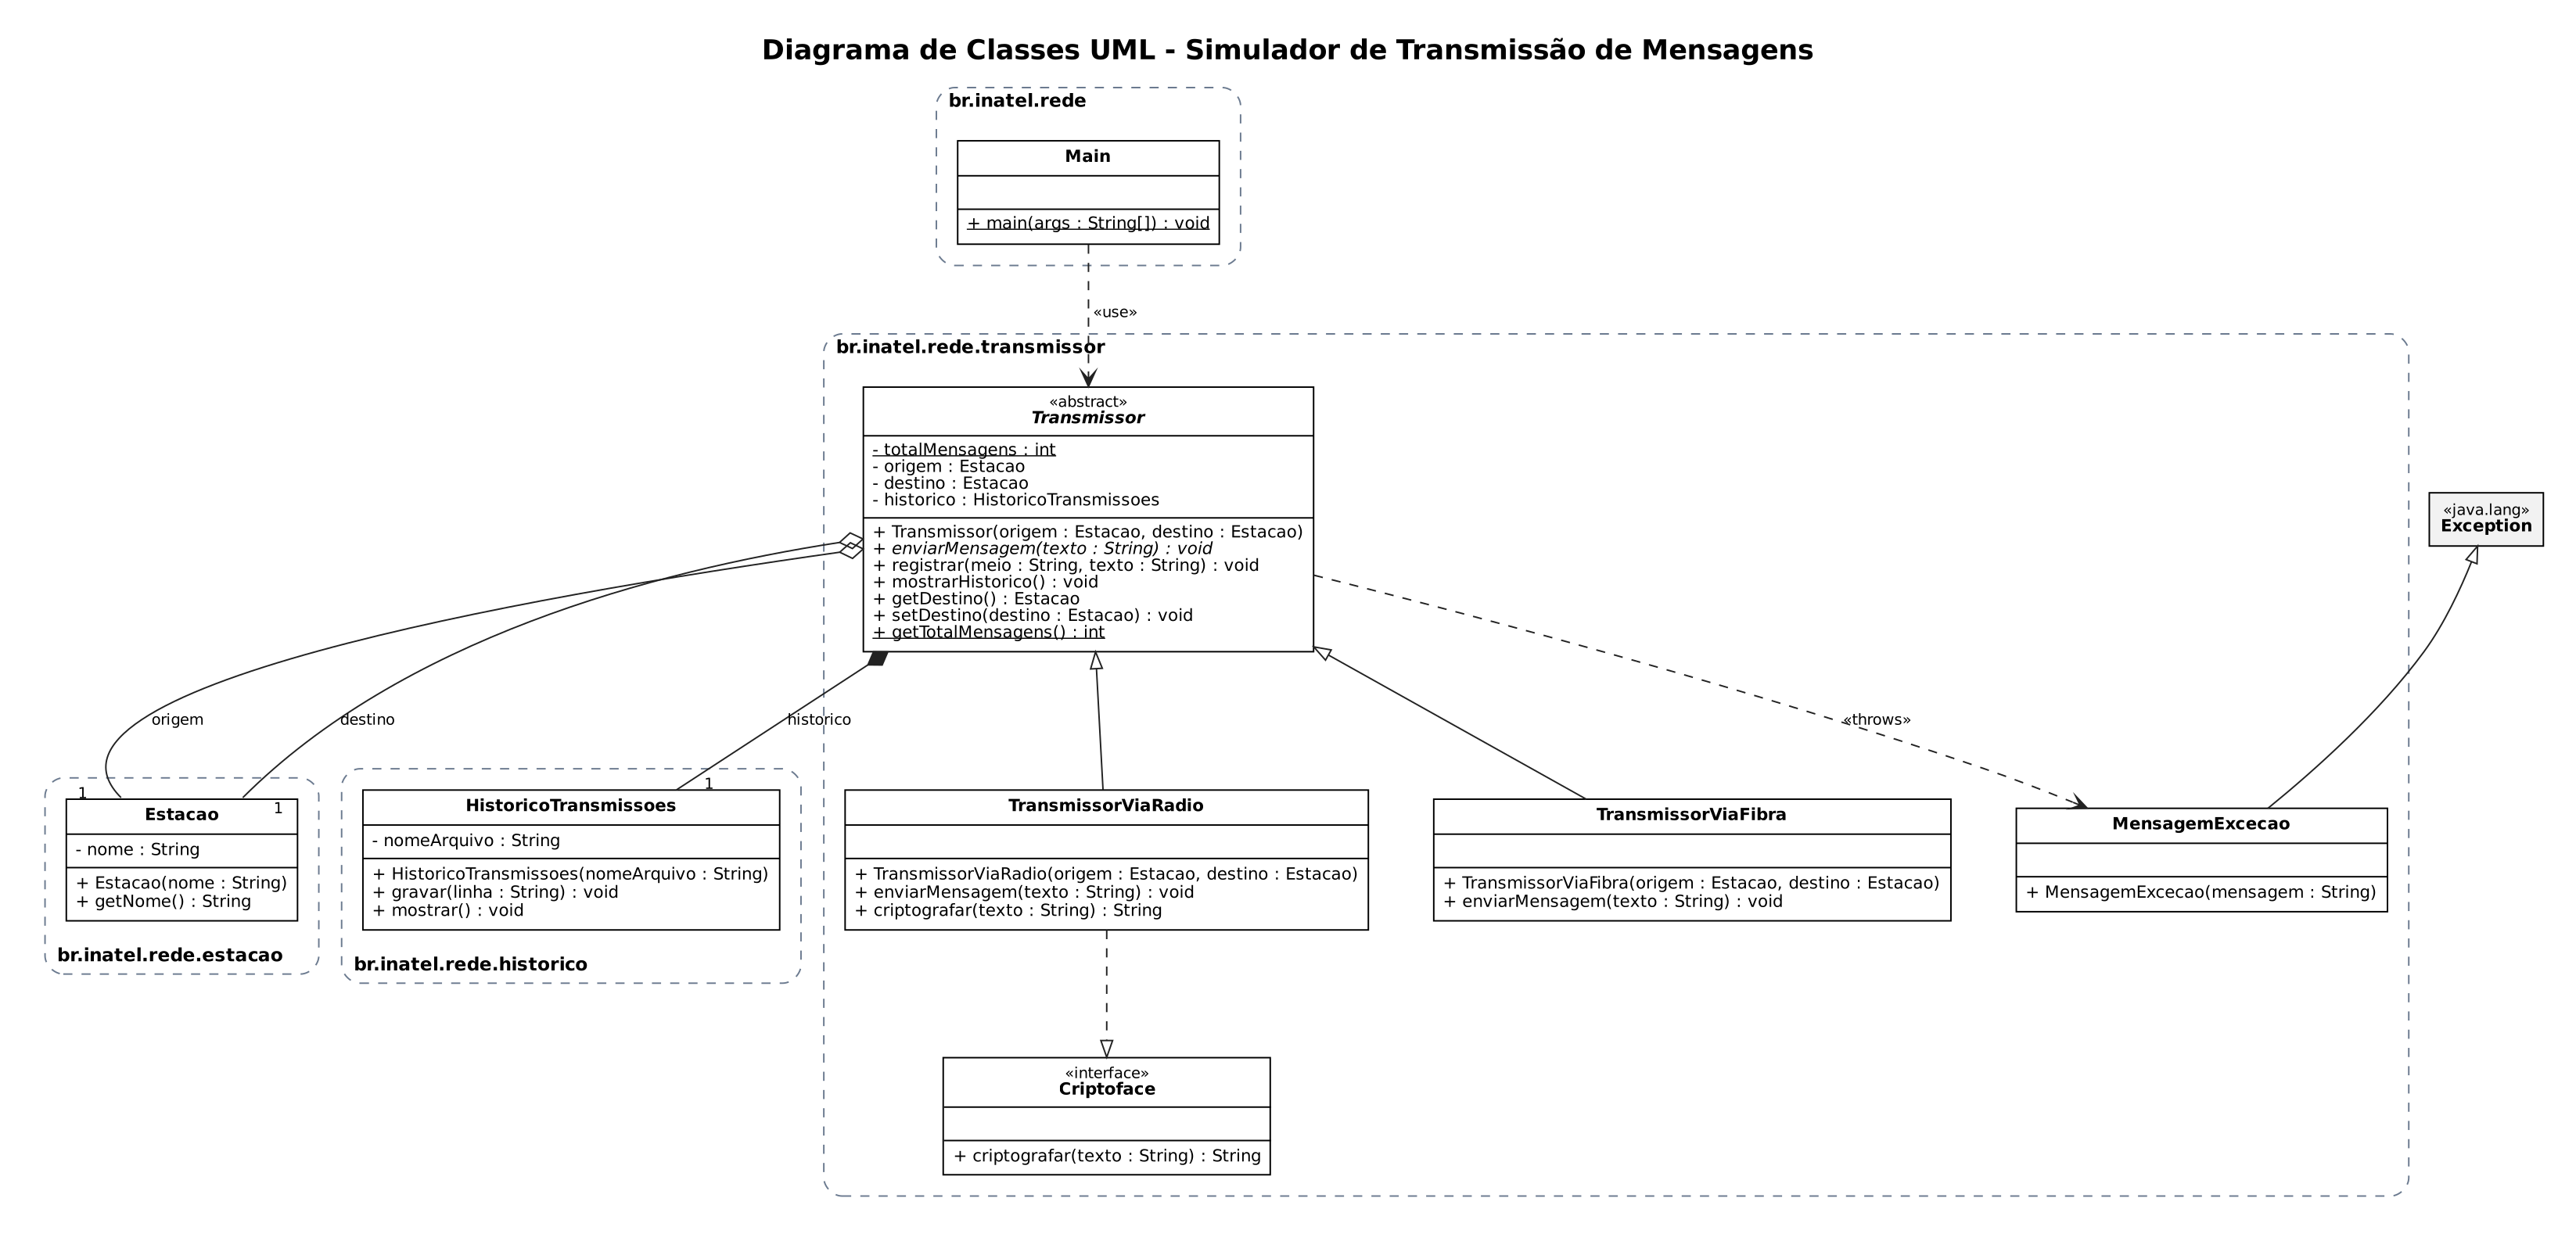 Diagrama de Classes UML - Simulador de Transmissão de Mensagens
br.inatel.rede
Main
+ main(args : String[]) : void
«use»
br.inatel.rede.transmissor
«abstract»
Transmissor
- totalMensagens : int
- origem : Estacao
- destino : Estacao
- historico : HistoricoTransmissoes
+ Transmissor(origem : Estacao, destino : Estacao)
+ enviarMensagem(texto : String) : void
+ registrar(meio : String, texto : String) : void
+ mostrarHistorico() : void
+ getDestino() : Estacao
+ setDestino(destino : Estacao) : void
+ getTotalMensagens() : int
«java.lang»
Exception
origem
destino
historico
«throws»
1
1
Estacao
- nome : String
+ Estacao(nome : String)
+ getNome() : String
br.inatel.rede.estacao
1
HistoricoTransmissoes
- nomeArquivo : String
+ HistoricoTransmissoes(nomeArquivo : String)
+ gravar(linha : String) : void
+ mostrar() : void
br.inatel.rede.historico
TransmissorViaRadio
+ TransmissorViaRadio(origem : Estacao, destino : Estacao)
+ enviarMensagem(texto : String) : void
+ criptografar(texto : String) : String
TransmissorViaFibra
+ TransmissorViaFibra(origem : Estacao, destino : Estacao)
+ enviarMensagem(texto : String) : void
MensagemExcecao
+ MensagemExcecao(mensagem : String)
«interface»
Criptoface
+ criptografar(texto : String) : String